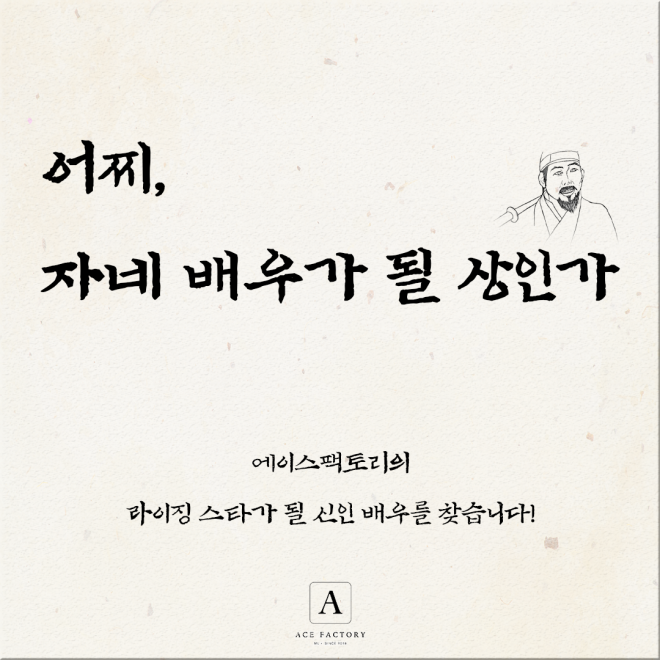 어찌,
자네 배우가 될 상인가
에이스팩토리의
라이징 스타가 될 신인 배우를 찾습니다!
A
ACE FACTORY